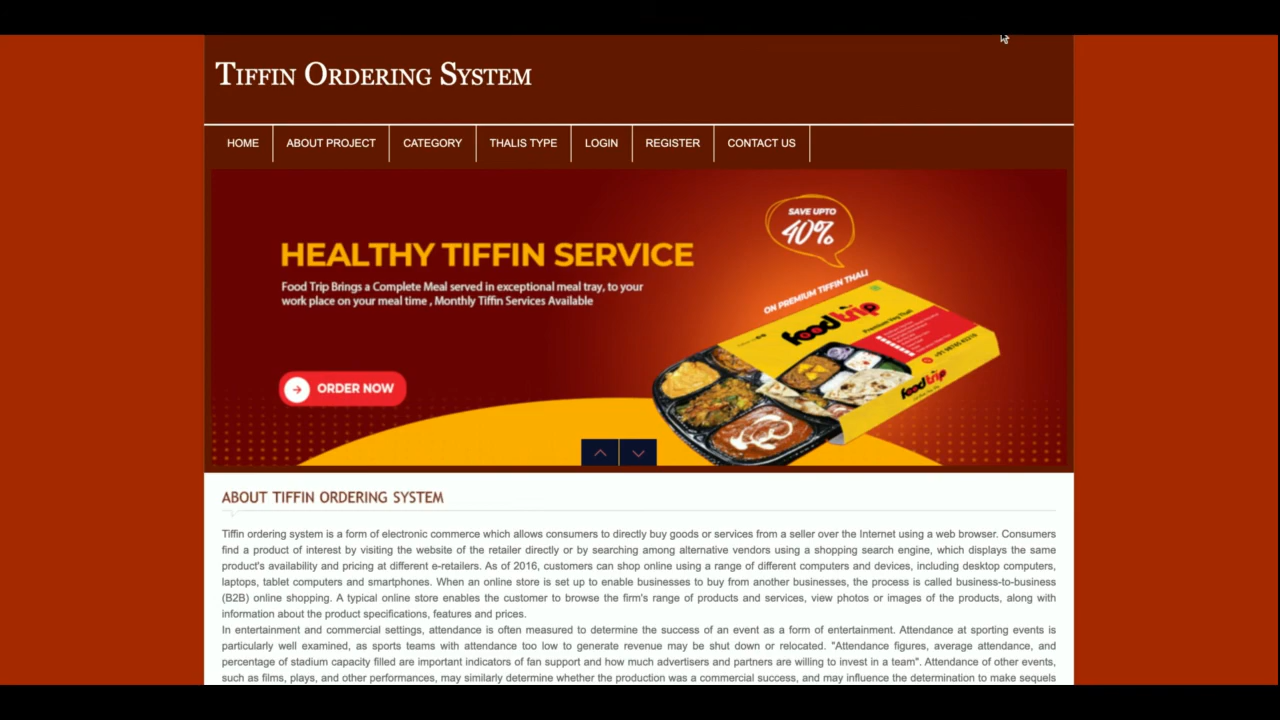 Tiffin Ordering System
HOME
ABOUT PROJECT
CATEGORY
THALIS TYPE
LOGIN
REGISTER
CONTACT US
SAVE UPTO
40%
HEALTHY TIFFIN SERVICE
Food Trip Brings a Complete Meal served in exceptional meal tray, to your
work place on your meal time , Monthly Tiffin Services Available
ON PREMIUM TIFFIN THALI
foodtrip
Premium Veg Thali
foodtrip
ORDER NOW
ABOUT TIFFIN ORDERING SYSTEM
Tiffin ordering system is a form of electronic commerce which allows consumers to directly buy goods or services from a seller over the Internet using a web browser. Consumers
find a product of interest by visiting the website of the retailer directly or by searching among alternative vendors using a shopping search engine, which displays the same
product's availability and pricing at different e-retailers. As of 2016, customers can shop online using a range of different computers and devices, including desktop computers,
laptops, tablet computers and smartphones. When an online store is set up to enable businesses to buy from another businesses, the process is called business-to-business
(B2B) online shopping. A typical online store enables the customer to browse the firm's range of products and services, view photos or images of the products, along with
information about the product specifications, features and prices.
In entertainment and commercial settings, attendance is often measured to determine the success of an event as a form of entertainment. Attendance at sporting events is
particularly well examined, as sports teams with attendance too low to generate revenue may be shut down or relocated. "Attendance figures, average attendance, and
percentage of stadium capacity filled are important indicators of fan support and how much advertisers and partners are willing to invest in a team". Attendance of other events,
such as films, plays, and other performances, may similarly determine whether the production was a commercial success, and may influence the determination to make sequels